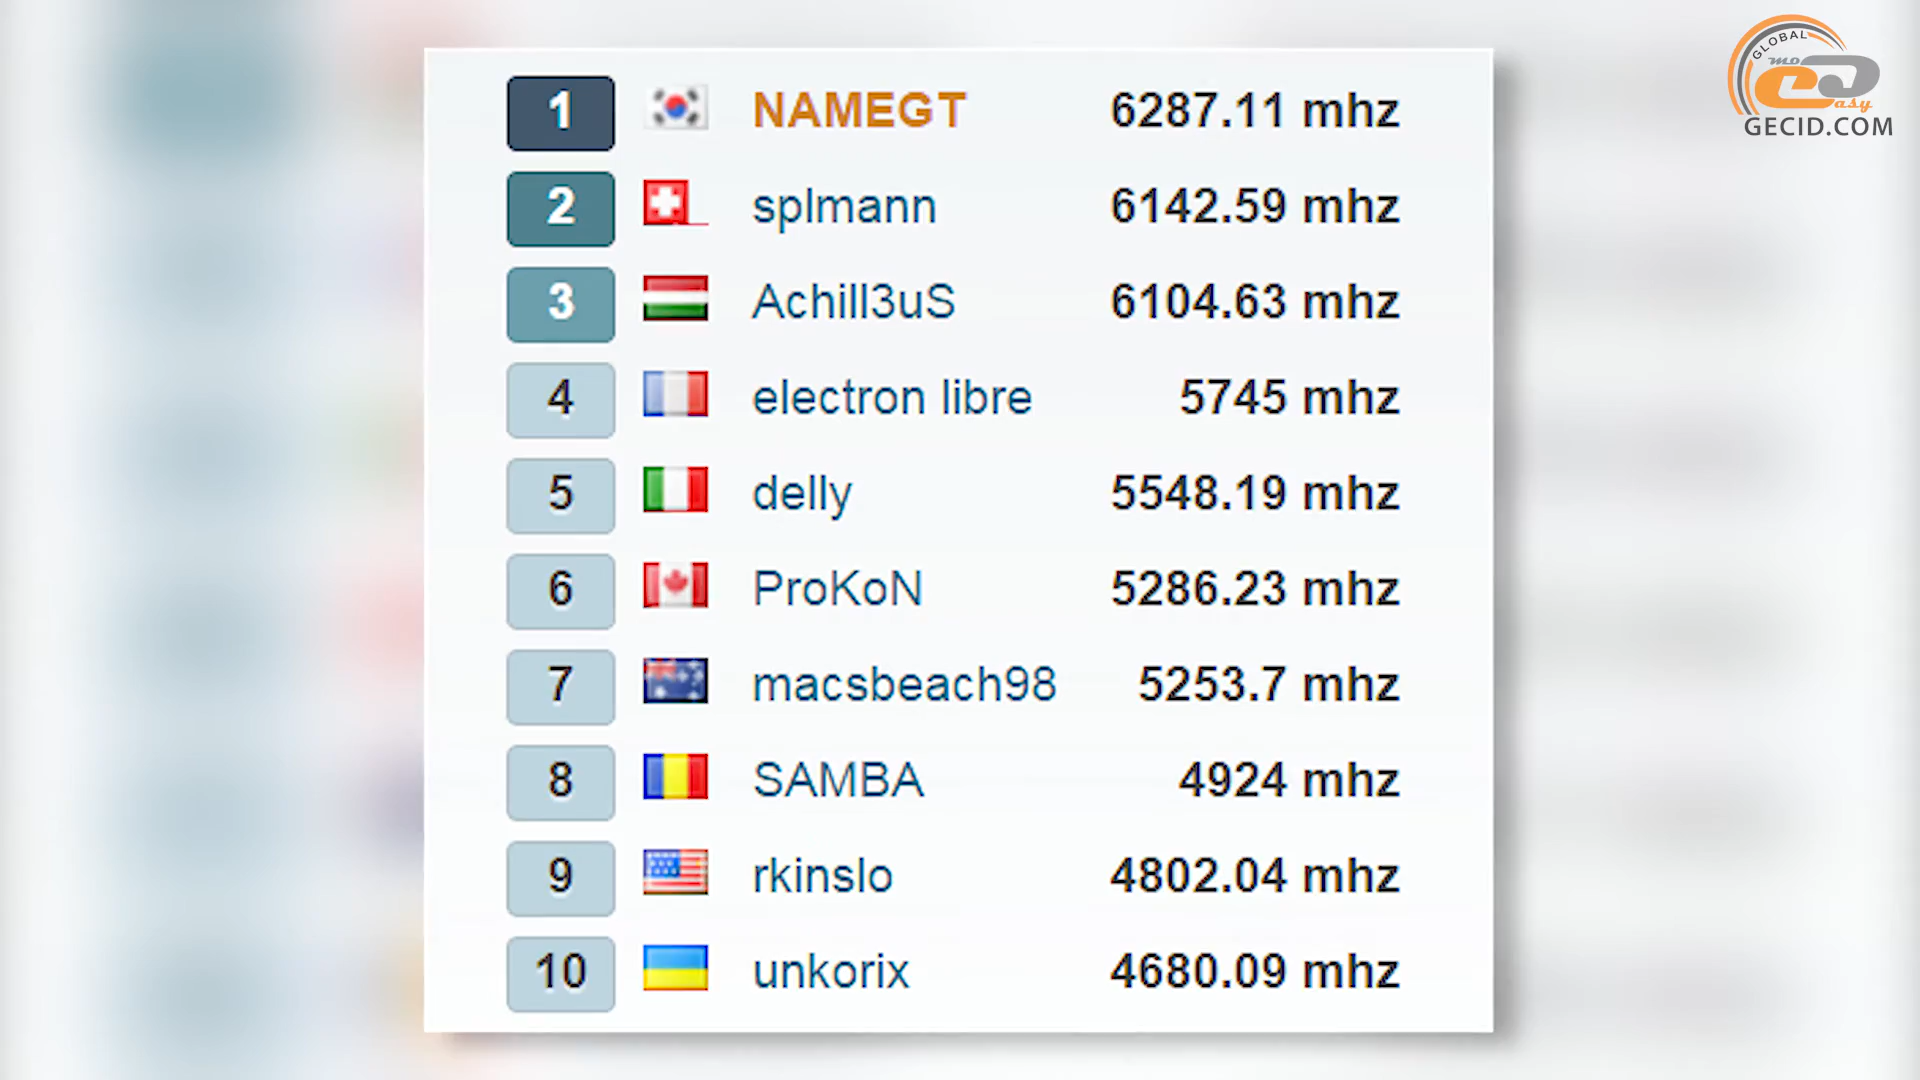 1 NAMEGT 6287.11 mhz
2 splmann 6142.59 mhz
3 Achill3uS 6104.63 mhz
4 electron libre 5745 mhz
5 delly 5548.19 mhz
6 ProKoN 5286.23 mhz
7 macsbeach98 5253.7 mhz
8 SAMBA 4924 mhz
9 rkinslo 4802.04 mhz
10 unkorix 4680.09 mhz
GLOBAL
mo
asy
GECID.COM